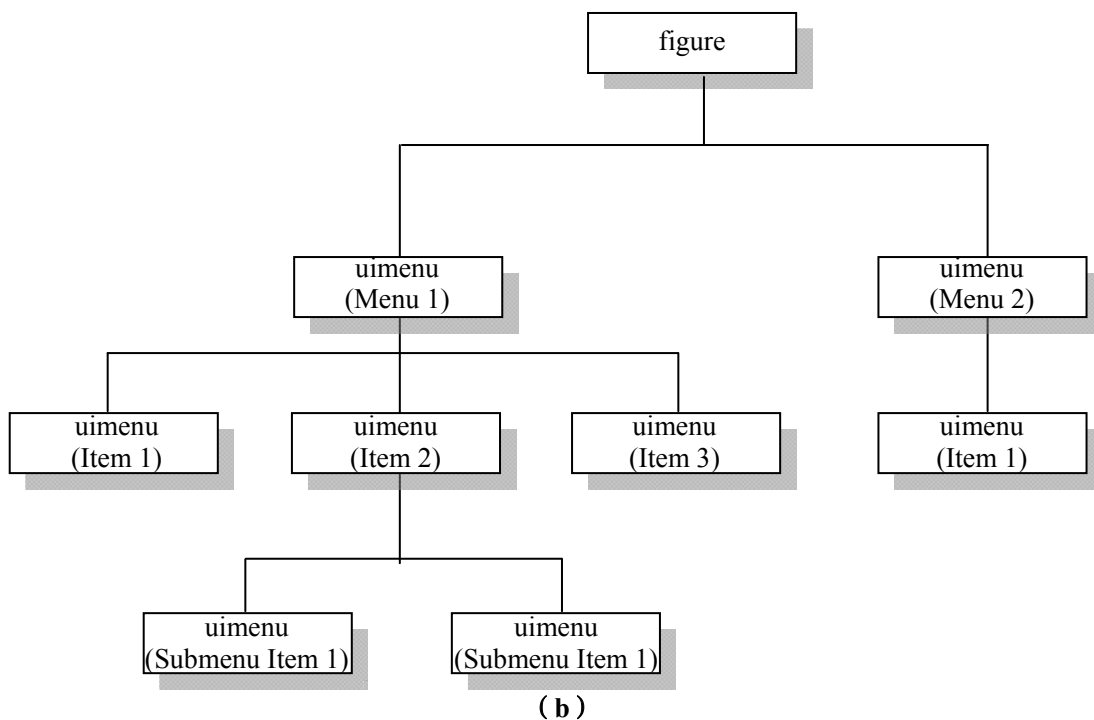 figure
uimenu
(Menu 1)
uimenu
(Menu 2)
uimenu
(Item 1)
uimenu
(Item 2)
uimenu
(Item 3)
uimenu
(Item 1)
uimenu
(Submenu Item 1)
uimenu
(Submenu Item 1)
( b )